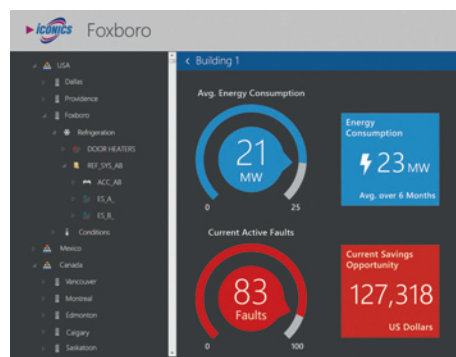 ICONICS Foxboro
USA
Dallas
Providence
Foxboro
Refrigeration
DOOR HEATERS
REF_SYS_AB
ACC_AB
ES_A_
ES_B_
Conditions
Mexico
Canada
Vancouver
Montreal
Edmonton
Calgary
Saskatoon
< Building 1
Avg. Energy Consumption
21
MW
0 25
Energy
Consumption
23 MW
Avg. over 6 Months
Current Active Faults
83
Faults
0 100
Current Savings
Opportunity
127,318
US Dollars